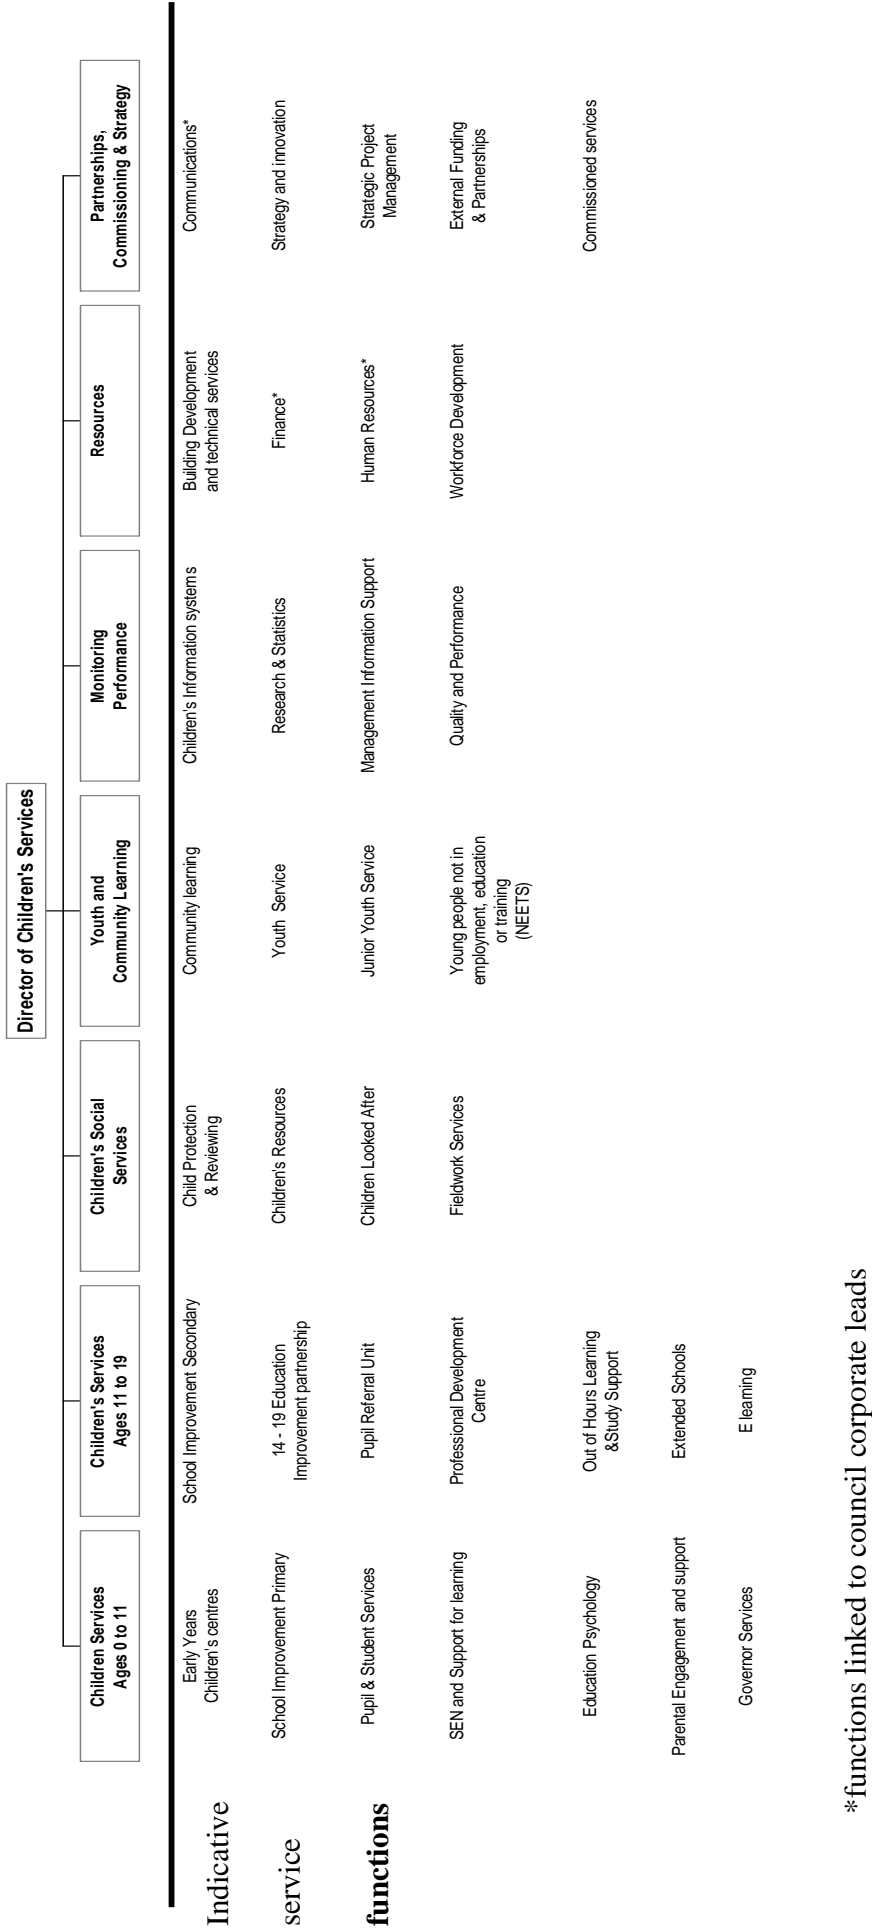 Director of Children's Services
Children Services
Ages 0 to 11
Children's Services
Ages 11 to 19
Children's Social
Services
Youth and
Community Learning
Monitoring
Performance
Resources
Partnerships,
Commissioning & Strategy
Indicative
service
functions
Early Years
Children's centres
School Improvement Primary
Pupil & Student Services
SEN and Support for learning
Education Psychology
Parental Engagement and support
Governor Services
School Improvement Secondary
14 - 19 Education
Improvement partnership
Pupil Referral Unit
Professional Development
Centre
Out of Hours Learning
&Study Support
Extended Schools
E learning
Child Protection
& Reviewing
Children's Resources
Children Looked After
Fieldwork Services
Community learning
Youth Service
Junior Youth Service
Young people not in
employment, education
or training
(NEETS)
Children's Information systems
Research & Statistics
Management Information Support
Quality and Performance
Building Development
and technical services
Finance*
Human Resources*
Workforce Development
Communications*
Strategy and innovation
Strategic Project
Management
External Funding
& Partnerships
Commissioned services
*functions linked to council corporate leads